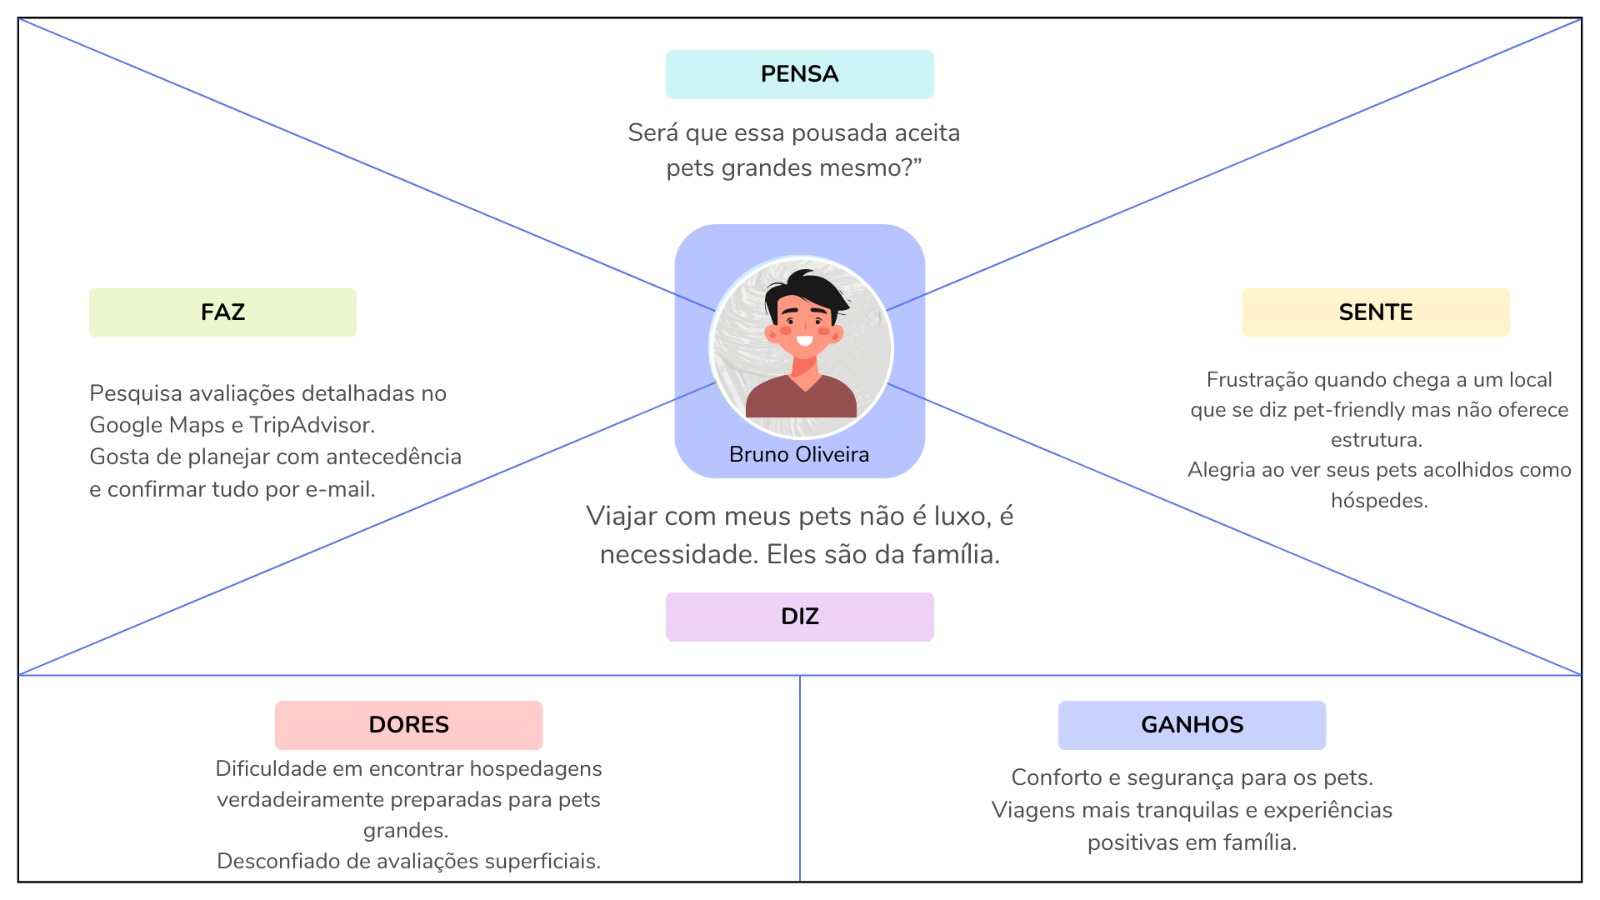 PENSA
Será que essa pousada aceita
pets grandes mesmo?”
FAZ
Pesquisa avaliações detalhadas no
Google Maps e TripAdvisor.
Gosta de planejar com antecedência
e confirmar tudo por e-mail.
SENTE
Frustração quando chega a um local
que se diz pet-friendly mas não oferece
estrutura.
Alegria ao ver seus pets acolhidos como
hóspedes.
Bruno Oliveira
Viajar com meus pets não é luxo, é
necessidade. Eles são da família.
DIZ
DORES
Dificuldade em encontrar hospedagens
verdadeiramente preparadas para pets
grandes.
Desconfiado de avaliações superficiais.
GANHOS
Conforto e segurança para os pets.
Viagens mais tranquilas e experiências
positivas em família.